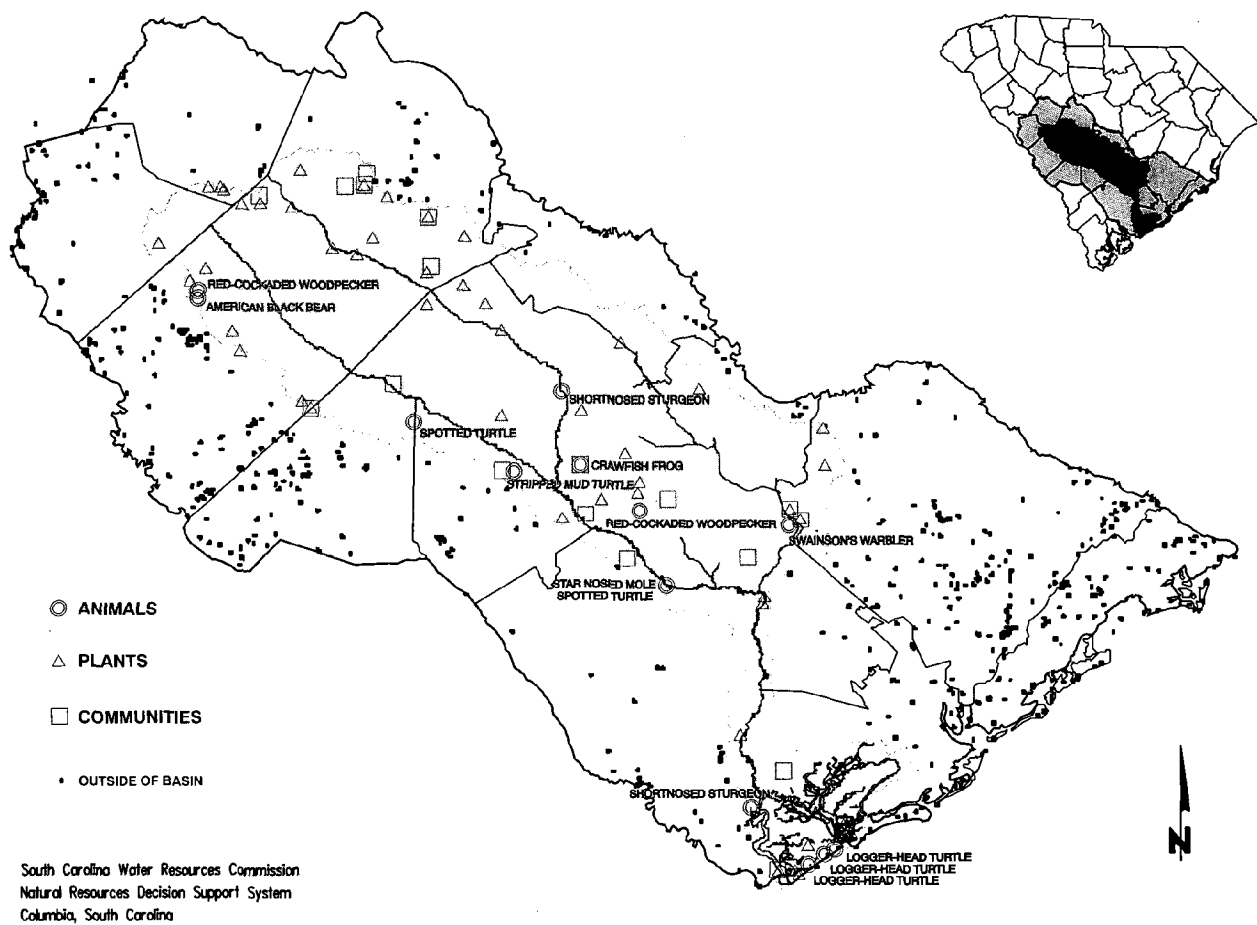 RED-COCKADED WOODPECKER
AMERICAN BLACK BEAR
SHORTNOSED STURGEON
SPOTTED TURTLE
CRAWFISH FROG
STRIPPED MUD TURTLE
RED-COCKADED WOODPECKER
SWAINSON'S WARBLER
STAR NOSED MOLE
SPOTTED TURTLE
ANIMALS
PLANTS
COMMUNITIES
OUTSIDE OF BASIN
SHORTNOSED STURGEON
N
LOGGER-HEAD TURTLE
LOGGER-HEAD TURTLE
LOGGER-HEAD TURTLE
South Carolina Water Resources Commission
Natural Resources Decision Support System
Columbia, South Carolina